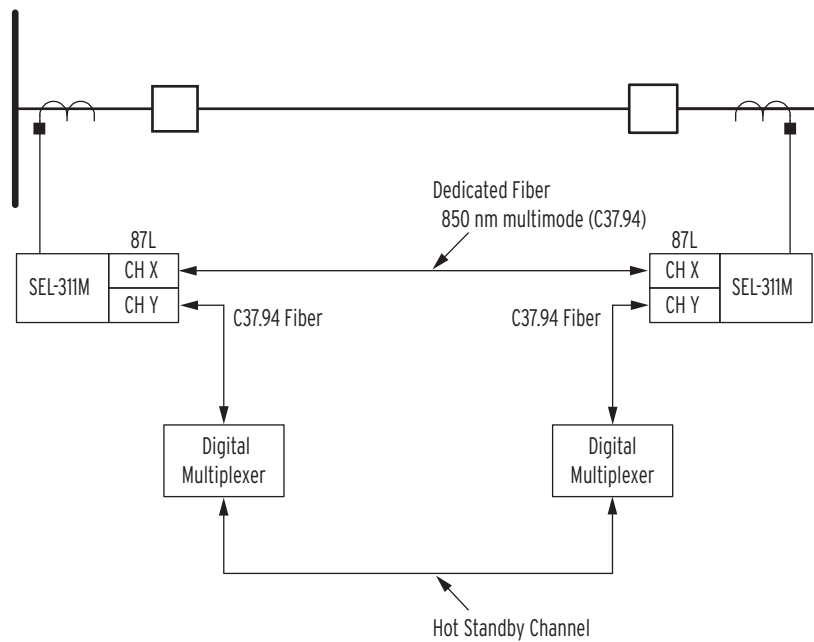 Dedicated Fiber
850 nm multimode (C37.94)
87L
87L
SEL-311M
CH X
CH X
SEL-311M
CH Y
CH Y
C37.94 Fiber
C37.94 Fiber
Digital
Multiplexer
Digital
Multiplexer
Hot Standby Channel